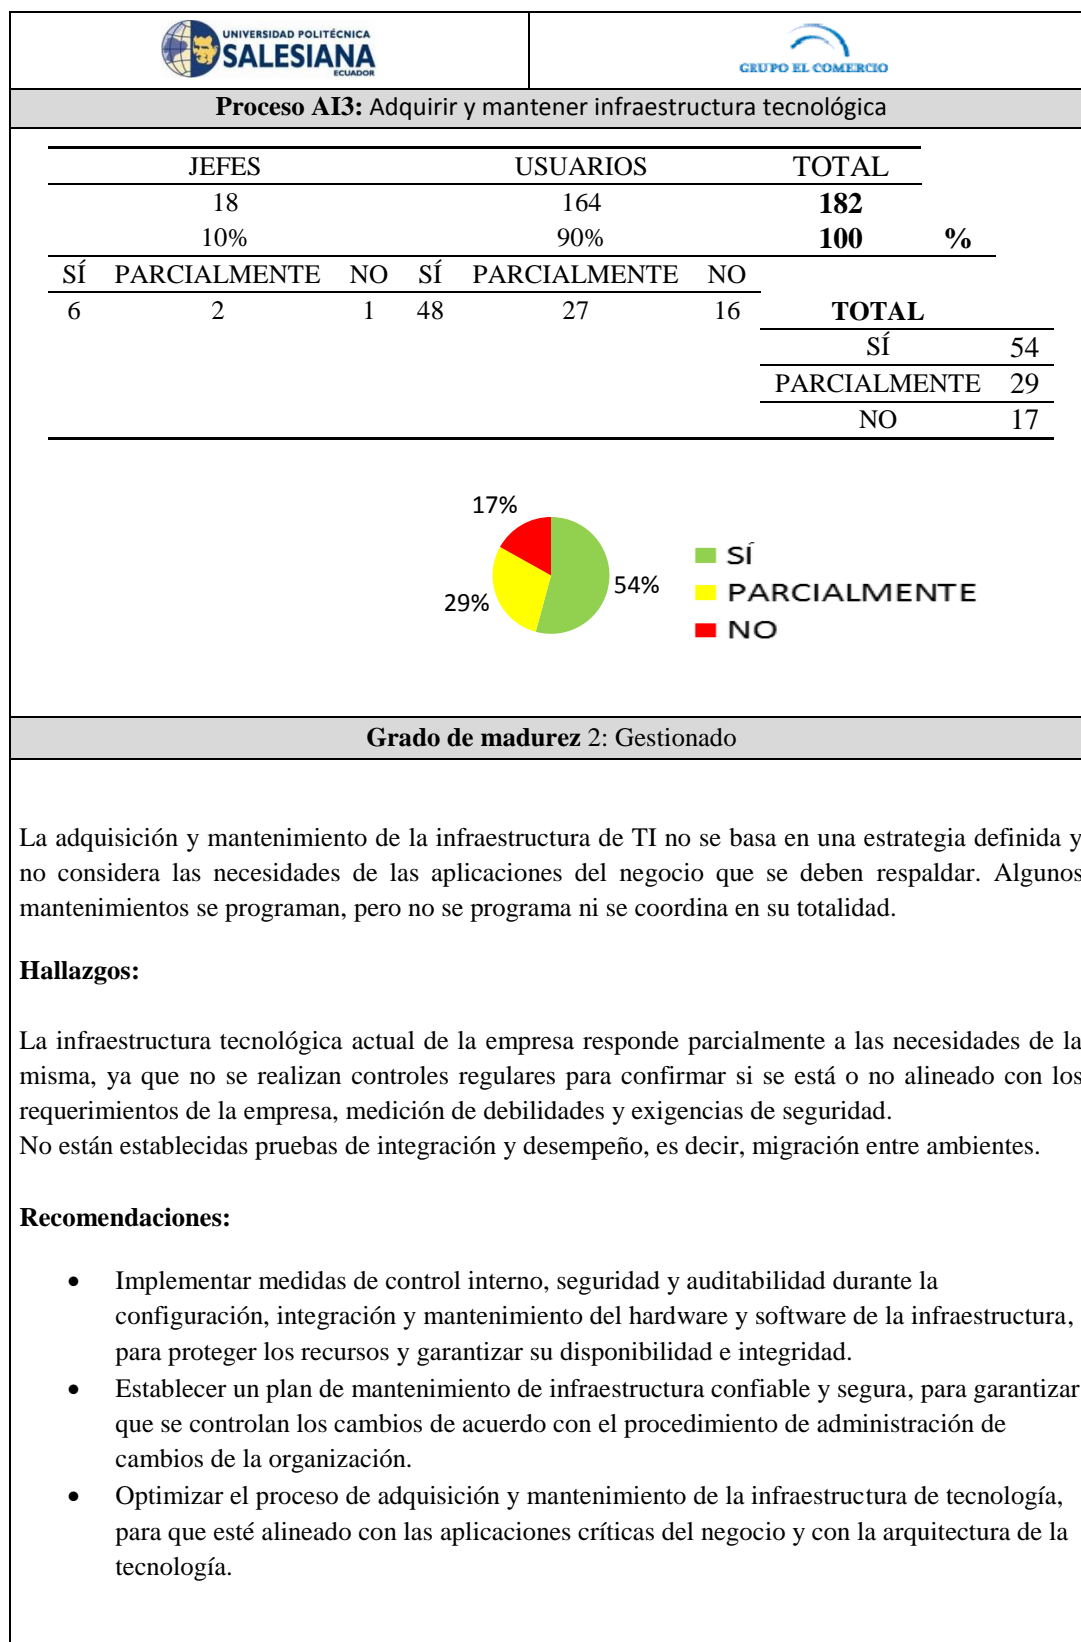 UNIVERSIDAD POLITÉCNICA
SALESIANA
ECUADOR
GRUPO EL COMERCIO
Proceso AI3: Adquirir y mantener infraestructura tecnológica
JEFES USUARIOS TOTAL
18 164 182
10% 90% 100 %
SÍ PARCIALMENTE NO SÍ PARCIALMENTE NO
6 2 1 48 27 16 TOTAL
SÍ 54
PARCIALMENTE 29
NO 17
17%
54%
29%
SÍ
PARCIALMENTE
NO
Grado de madurez 2: Gestionado
La adquisición y mantenimiento de la infraestructura de TI no se basa en una estrategia definida y
no considera las necesidades de las aplicaciones del negocio que se deben respaldar. Algunos
mantenimientos se programan, pero no se programa ni se coordina en su totalidad.
Hallazgos:
La infraestructura tecnológica actual de la empresa responde parcialmente a las necesidades de la
misma, ya que no se realizan controles regulares para confirmar si se está o no alineado con los
requerimientos de la empresa, medición de debilidades y exigencias de seguridad.
No están establecidas pruebas de integración y desempeño, es decir, migración entre ambientes.
Recomendaciones:
• Implementar medidas de control interno, seguridad y auditabilidad durante la
configuración, integración y mantenimiento del hardware y software de la infraestructura,
para proteger los recursos y garantizar su disponibilidad e integridad.
• Establecer un plan de mantenimiento de infraestructura confiable y segura, para garantizar
que se controlan los cambios de acuerdo con el procedimiento de administración de
cambios de la organización.
• Optimizar el proceso de adquisición y mantenimiento de la infraestructura de tecnología,
para que esté alineado con las aplicaciones críticas del negocio y con la arquitectura de la
tecnología.